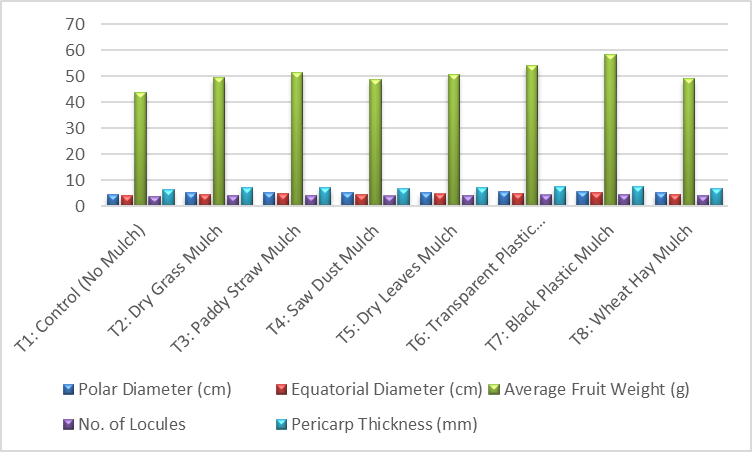 70
60
50
40
30
20
10
0
T1: Control (No Mulch)
T2: Dry Grass Mulch
T3: Paddy Straw Mulch
T4: Saw Dust Mulch
T5: Dry Leaves Mulch
T6: Transparent Plastic...
T7: Black Plastic Mulch
T8: Wheat Hay Mulch
Polar Diameter (cm) Equatorial Diameter (cm) Average Fruit Weight (g)
No. of Locules Pericarp Thickness (mm)